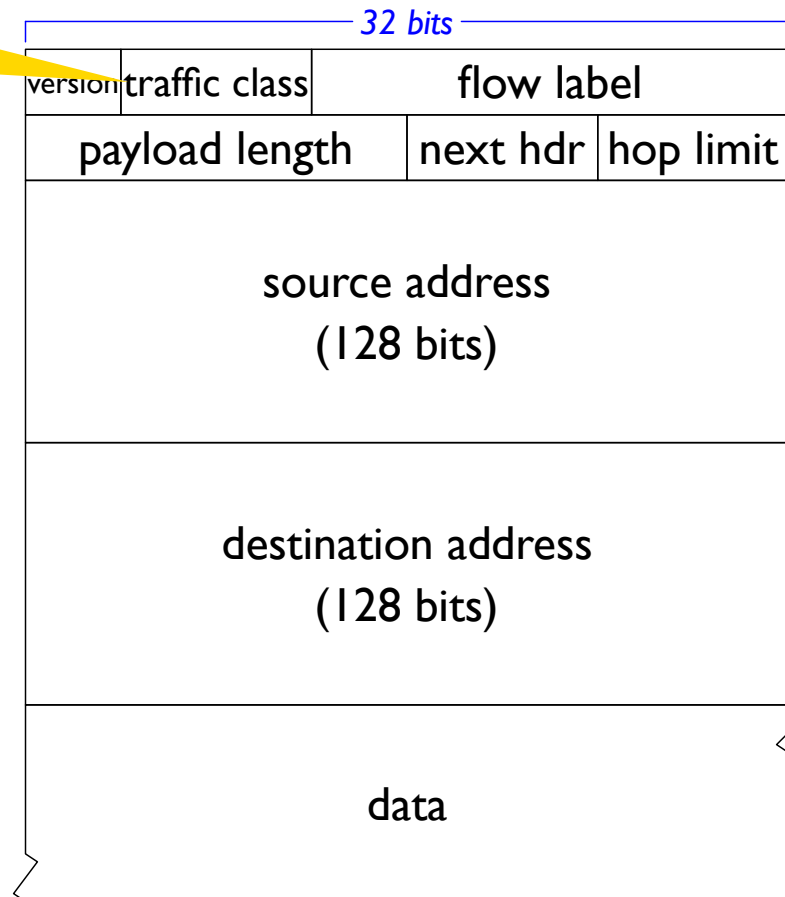 32 bits
version traffic class flow label
payload length next hdr hop limit
source address
(128 bits)
destination address
(128 bits)
data